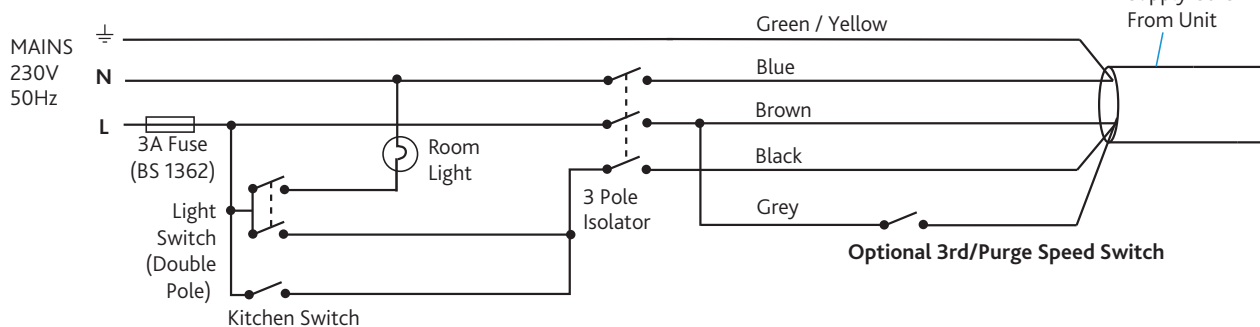 From Unit
Green / Yellow
MAINS
230V
50Hz
N
Blue
L
Brown
3A Fuse
(BS 1362)
Room
Light
Black
3 Pole
Isolator
Light
Switch
(Double
Pole)
Grey
Optional 3rd/Purge Speed Switch
Kitchen Switch